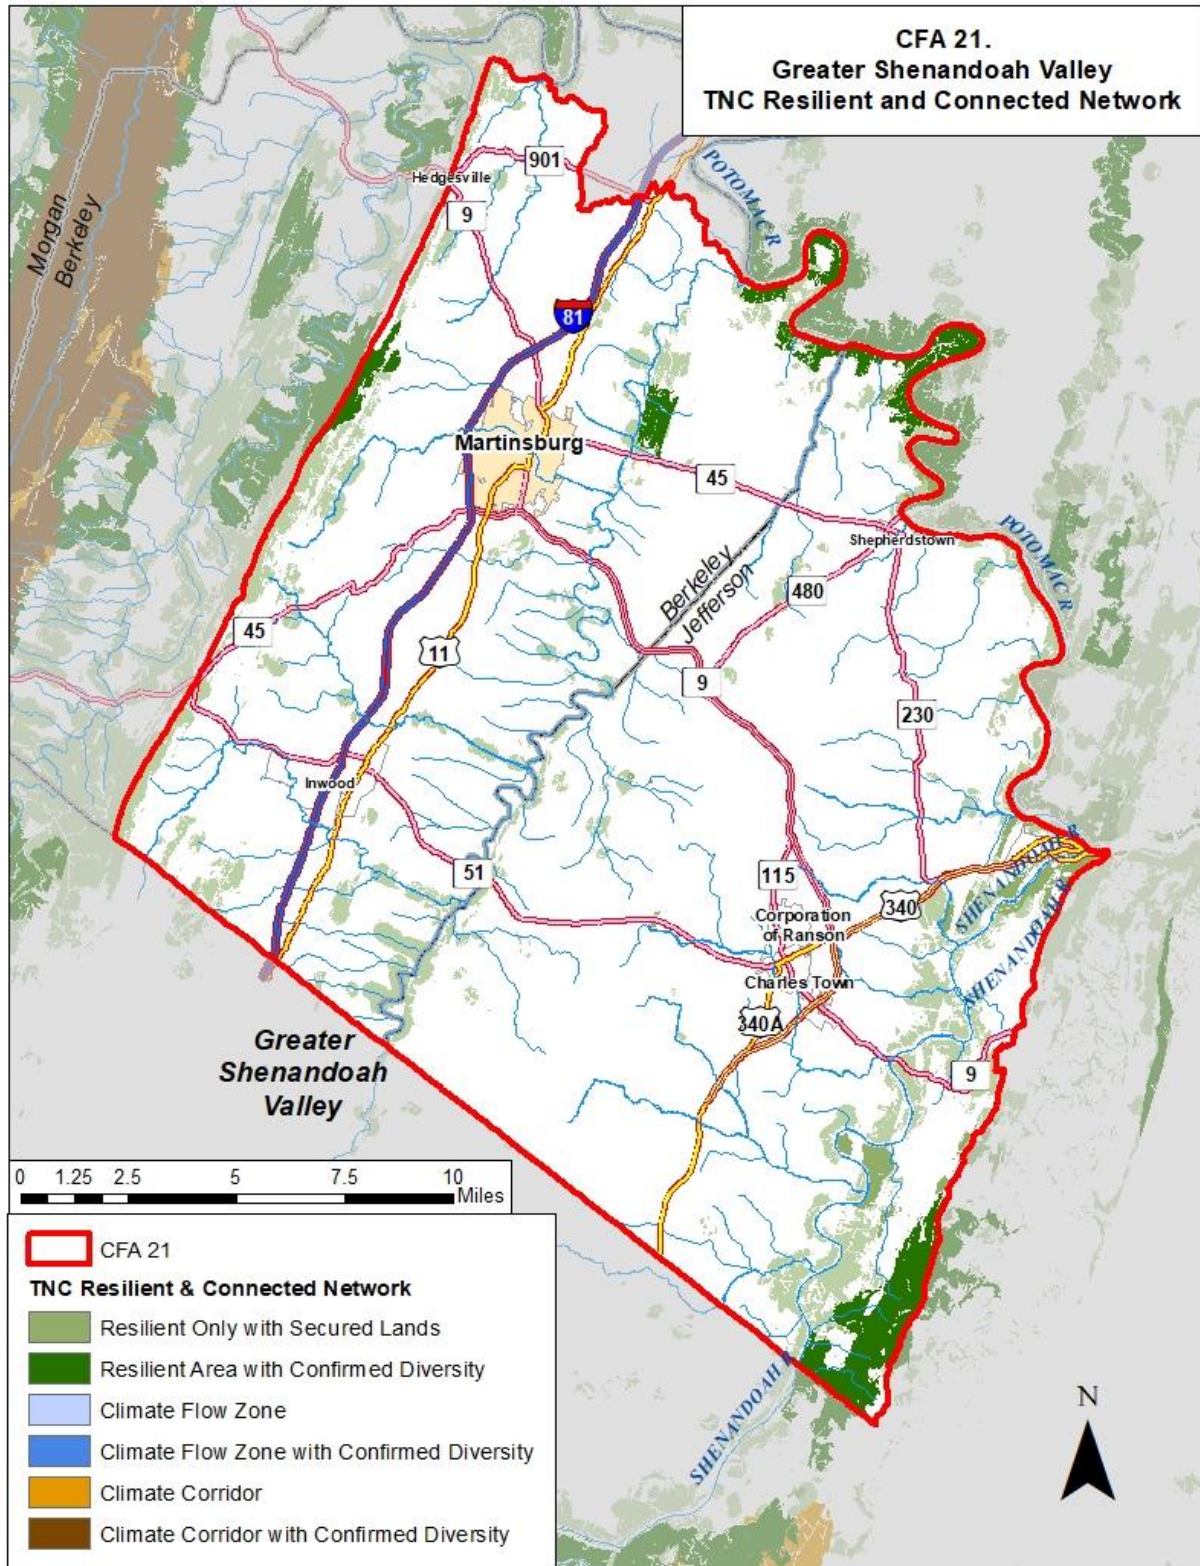 CFA 21.
Greater Shenandoah Valley
TNC Resilient and Connected Network
POTOMAC R
901
Hedgesville
9
Morgan
Berkeley
81
Martinsburg
45
POTOMAC R
Shepherdstown
Berkeley
Jefferson
480
45
11
9
230
Inwood
SHENANDOAH R
51
115
340
Corporation
of Ranson
SHENANDOAH R
Charles Town
340A
Greater
Shenandoah
Valley
9
0 1.25 2.5 5 7.5 10
Miles
CFA 21
TNC Resilient & Connected Network
Resilient Only with Secured Lands
Resilient Area with Confirmed Diversity
Climate Flow Zone
Climate Flow Zone with Confirmed Diversity
Climate Corridor
Climate Corridor with Confirmed Diversity
SHENANDOAH R
N